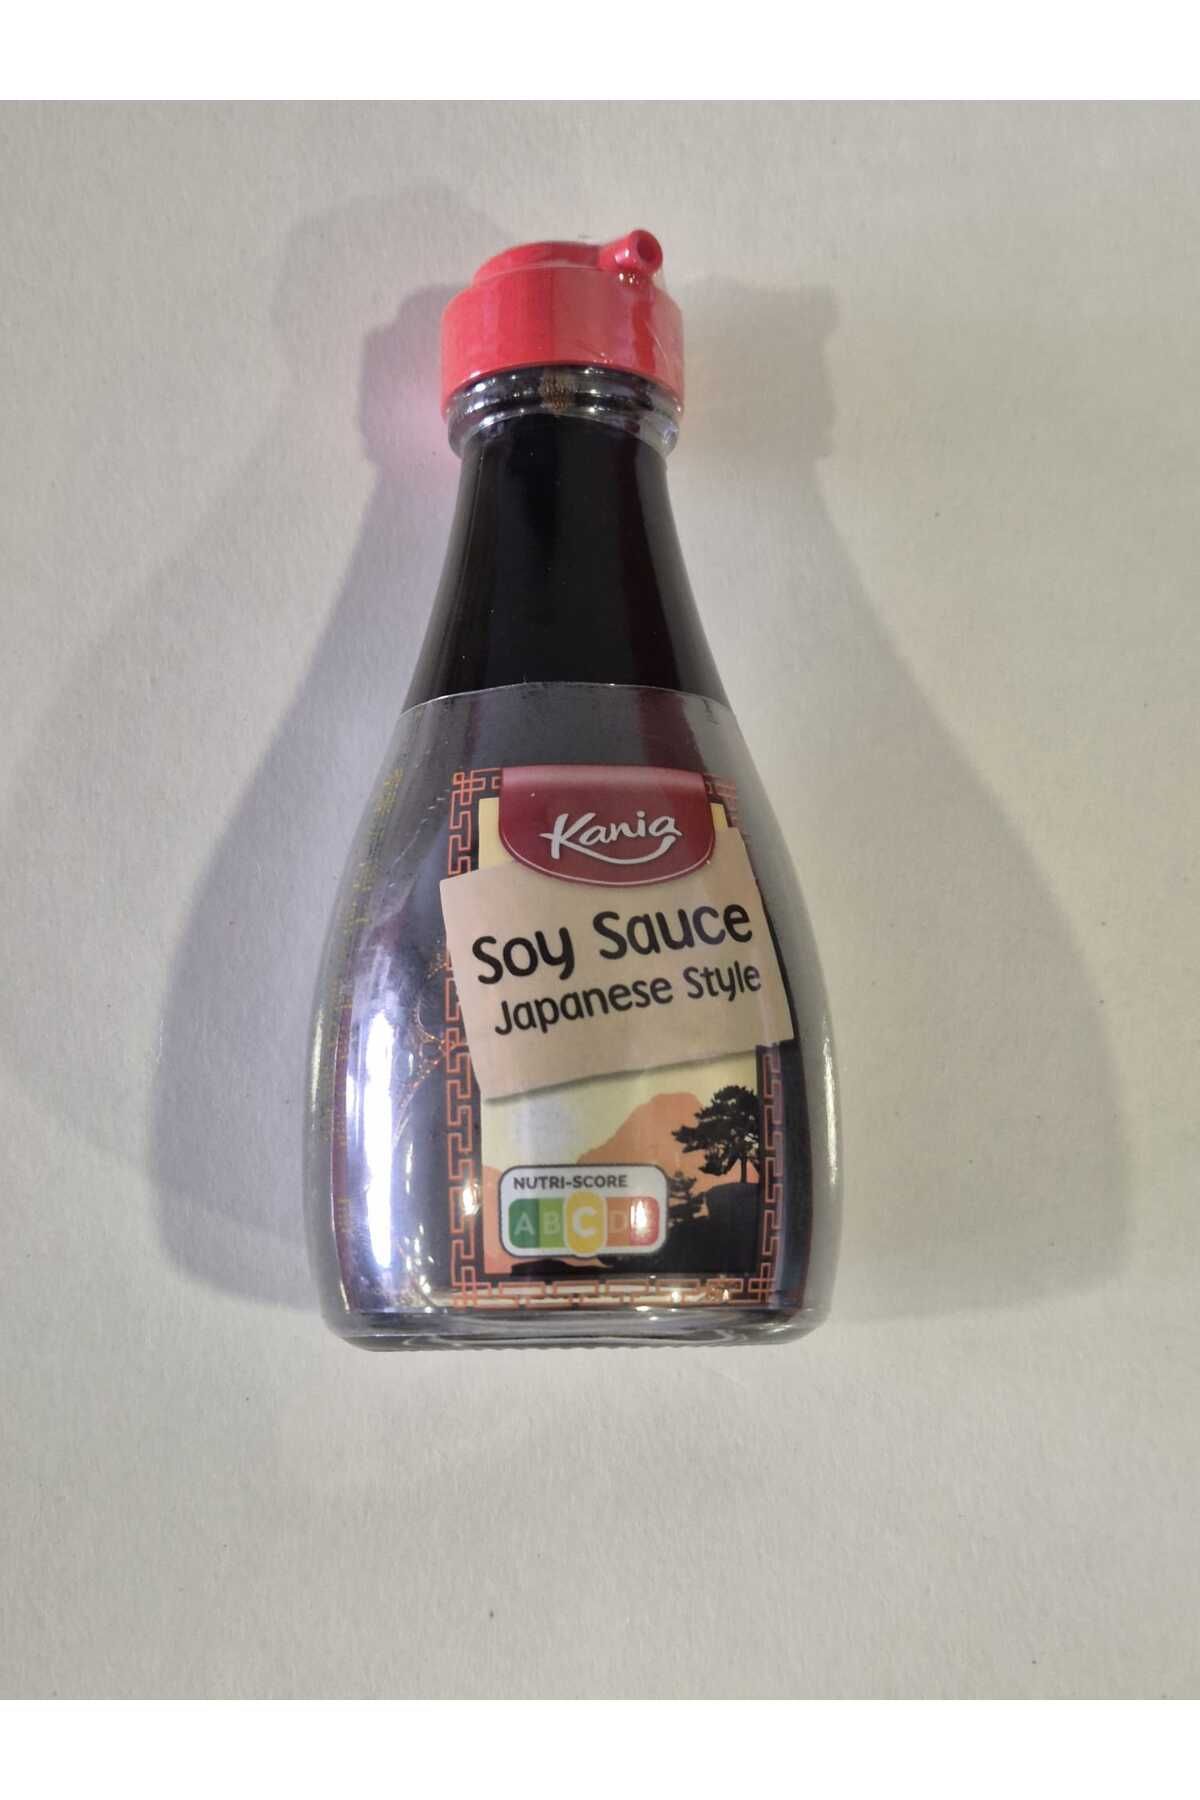 Kania
Soy Sauce
Japanese Style
NUTRI-SCORE
A B C D E